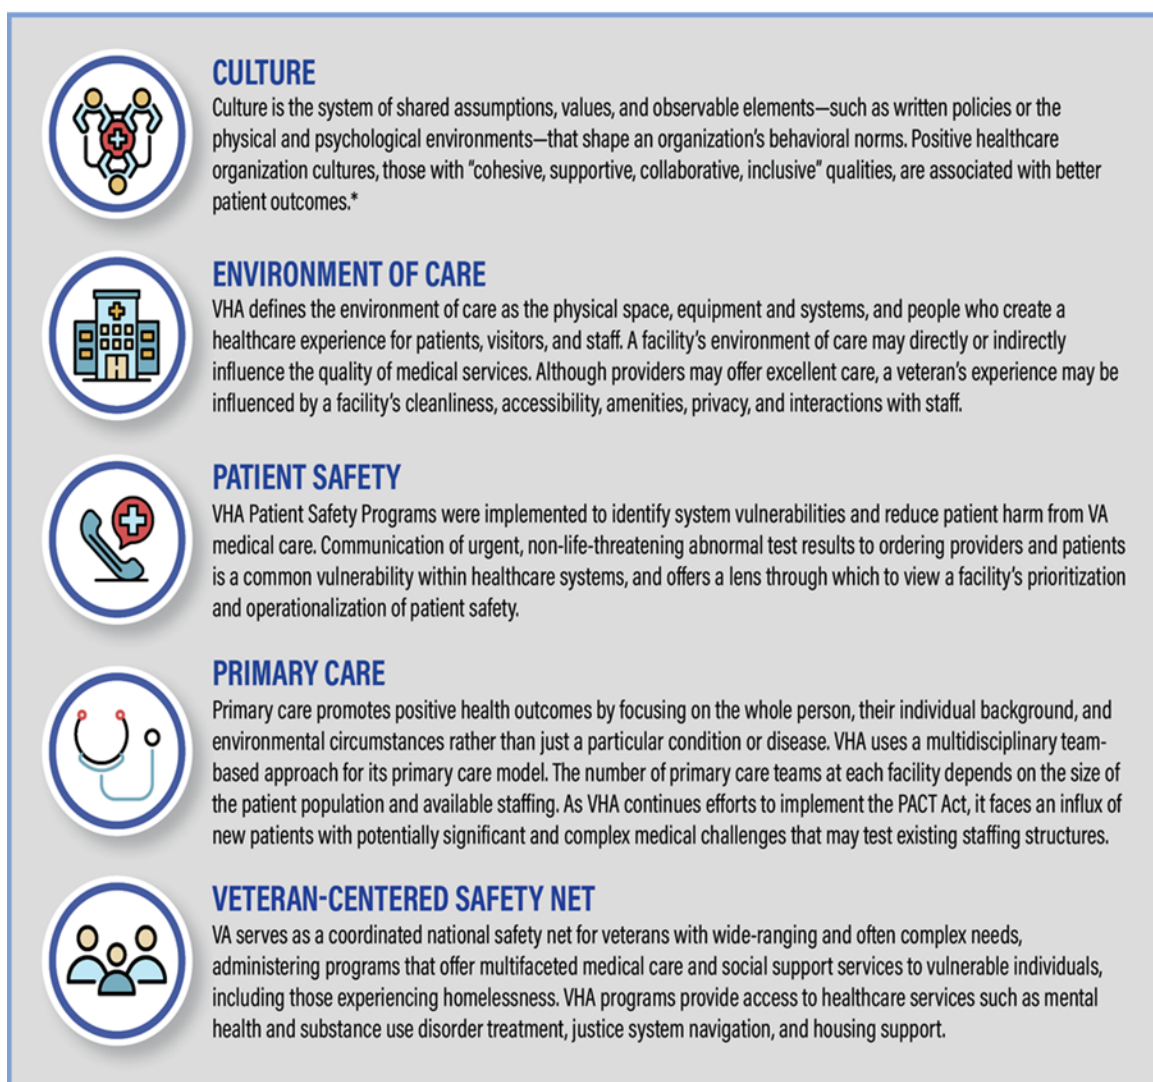 CULTURE
Culture is the system of shared assumptions, values, and observable elements—such as written policies or the
physical and psychological environments—that shape an organization's behavioral norms. Positive healthcare
organization cultures, those with "cohesive, supportive, collaborative, inclusive" qualities, are associated with better
patient outcomes.*
ENVIRONMENT OF CARE
VHA defines the environment of care as the physical space, equipment and systems, and people who create a
healthcare experience for patients, visitors, and staff. A facility's environment of care may directly or indirectly
influence the quality of medical services. Although providers may offer excellent care, a veteran's experience may be
influenced by a facility's cleanliness, accessibility, amenities, privacy, and interactions with staff.
PATIENT SAFETY
VHA Patient Safety Programs were implemented to identify system vulnerabilities and reduce patient harm from VA
medical care. Communication of urgent, non-life-threatening abnormal test results to ordering providers and patients
is a common vulnerability within healthcare systems, and offers a lens through which to view a facility's prioritization
and operationalization of patient safety.
PRIMARY CARE
Primary care promotes positive health outcomes by focusing on the whole person, their individual background, and
environmental circumstances rather than just a particular condition or disease. VHA uses a multidisciplinary team-
based approach for its primary care model. The number of primary care teams at each facility depends on the size of
the patient population and available staffing. As VHA continues efforts to implement the PACT Act, it faces an influx of
new patients with potentially significant and complex medical challenges that may test existing staffing structures.
VETERAN-CENTERED SAFETY NET
VA serves as a coordinated national safety net for veterans with wide-ranging and often complex needs,
administering programs that offer multifaceted medical care and social support services to vulnerable individuals,
including those experiencing homelessness. VHA programs provide access to healthcare services such as mental
health and substance use disorder treatment, justice system navigation, and housing support.